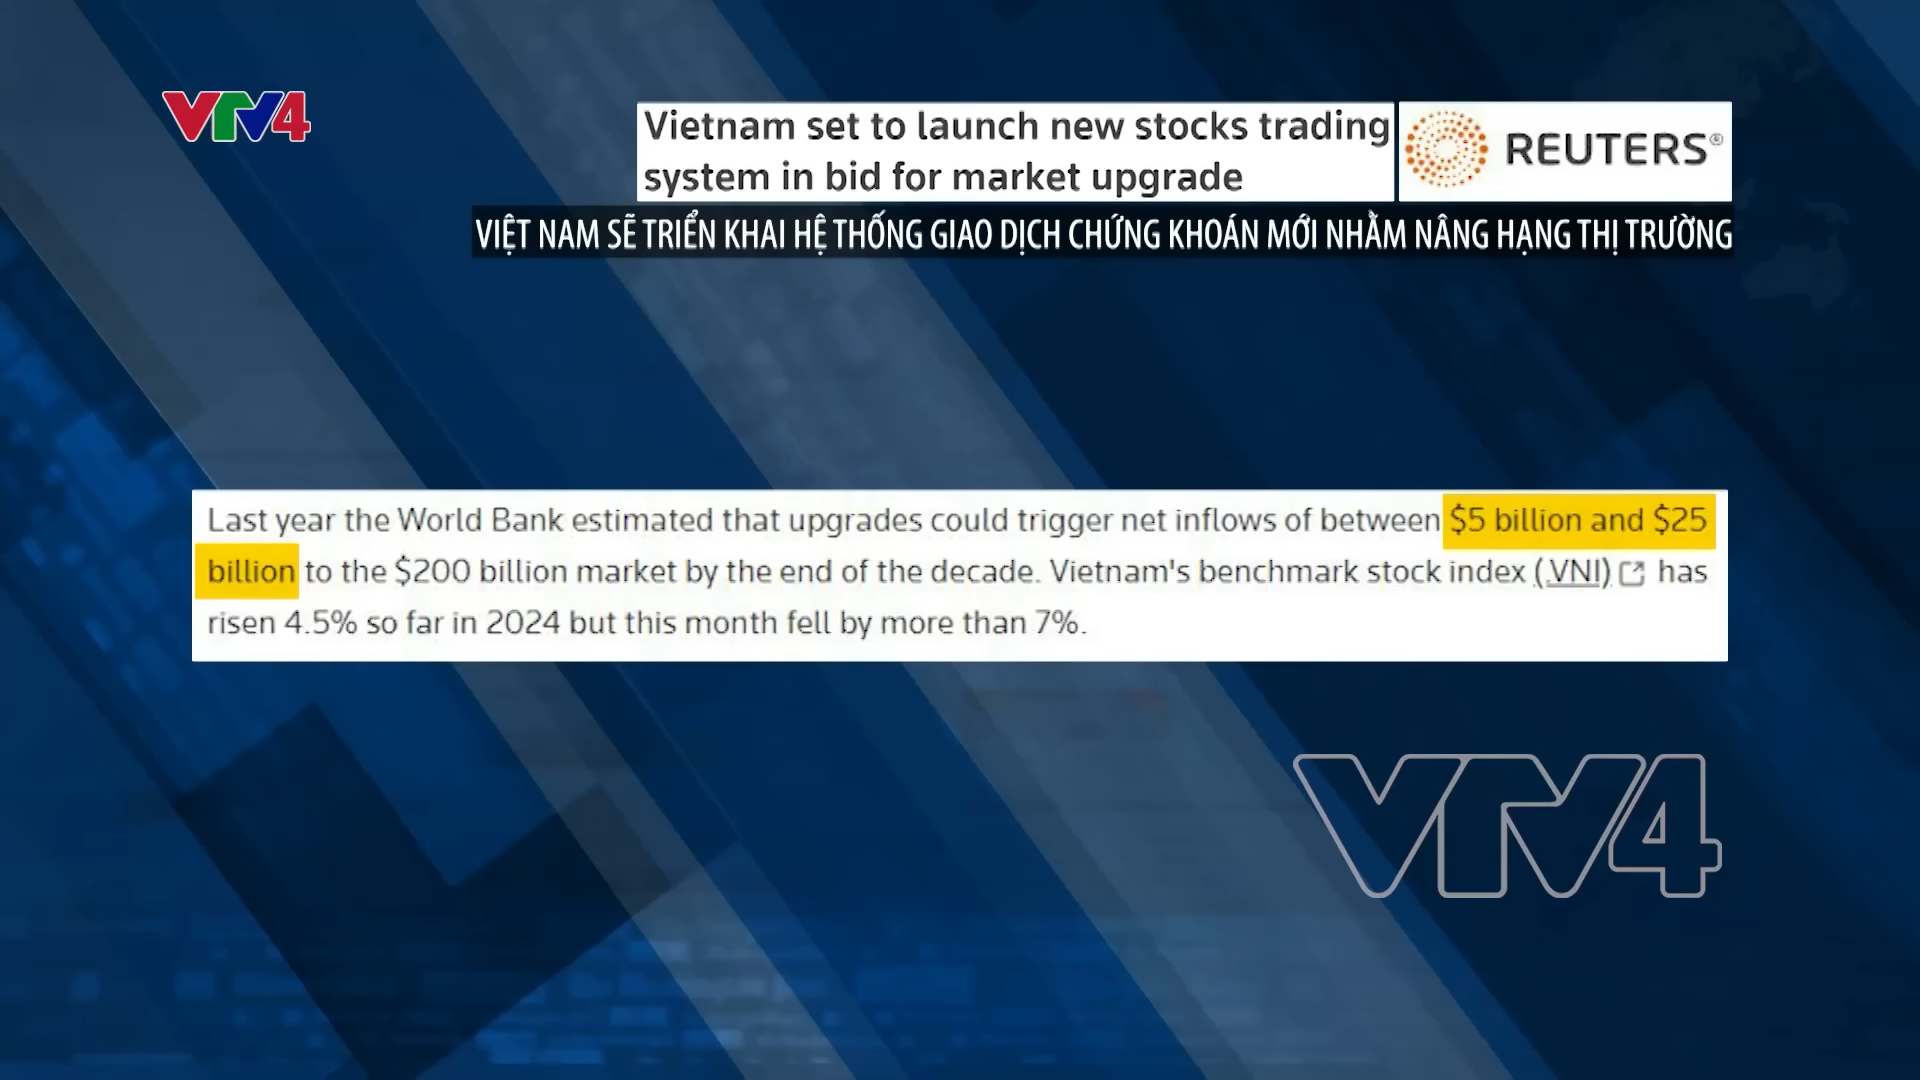 VTV4
Vietnam set to launch new stocks trading
system in bid for market upgrade
REUTERS®
VIỆT NAM SẼ TRIỂN KHAI HỆ THỐNG GIAO DỊCH CHỨNG KHOÁN MỚI NHẰM NÂNG HẠNG THỊ TRƯỜNG
Last year the World Bank estimated that upgrades could trigger net inflows of between $5 billion and $25
billion to the $200 billion market by the end of the decade. Vietnam's benchmark stock index (.VNI) has
risen 4.5% so far in 2024 but this month fell by more than 7%.
VTV4